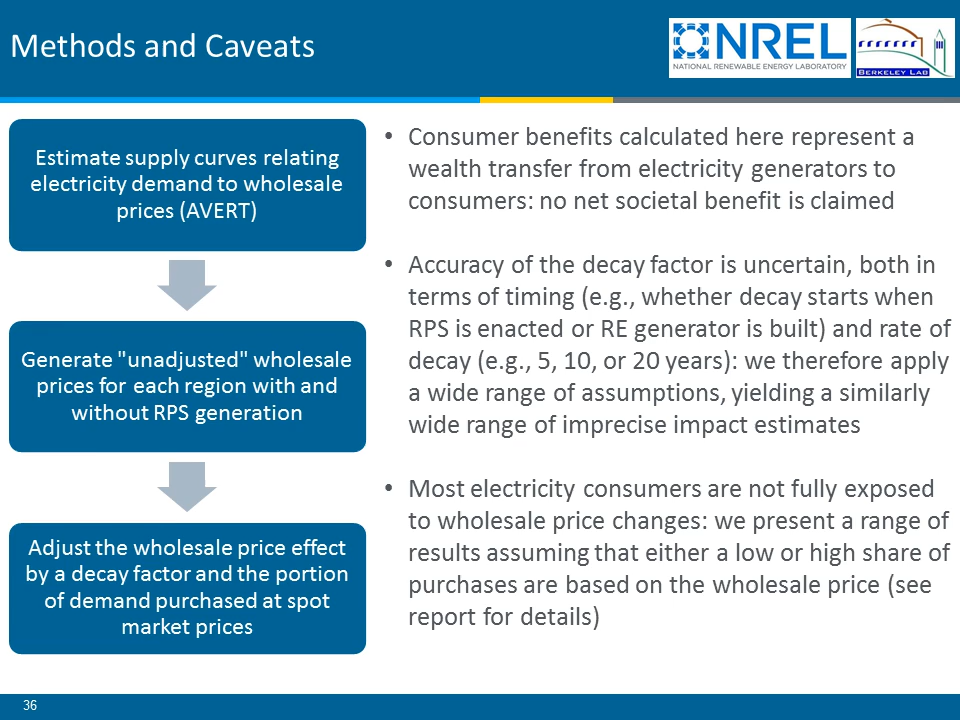 Methods and Caveats
NREL
NATIONAL RENEWABLE ENERGY LABORATORY
BERKELEY LAB
Estimate supply curves relating
electricity demand to wholesale
prices (AVERT)
Generate "unadjusted" wholesale
prices for each region with and
without RPS generation
Adjust the wholesale price effect
by a decay factor and the portion
of demand purchased at spot
market prices
• Consumer benefits calculated here represent a
wealth transfer from electricity generators to
consumers: no net societal benefit is claimed
• Accuracy of the decay factor is uncertain, both in
terms of timing (e.g., whether decay starts when
RPS is enacted or RE generator is built) and rate of
decay (e.g., 5, 10, or 20 years): we therefore apply
a wide range of assumptions, yielding a similarly
wide range of imprecise impact estimates
• Most electricity consumers are not fully exposed
to wholesale price changes: we present a range of
results assuming that either a low or high share of
purchases are based on the wholesale price (see
report for details)
36